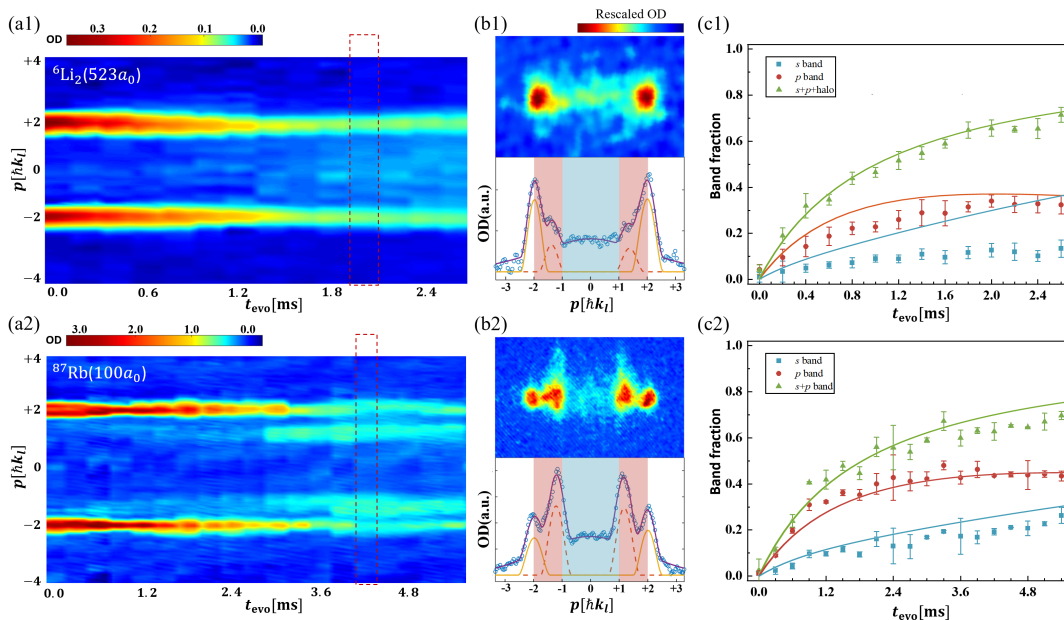 (a1)
OD
0.3 0.2 0.1 0.0
+4
+2
0
−2
−4
p[ħk_l]
⁶Li₂(523a₀)
0.0 0.6 1.2 1.8 2.4
t_evo[ms]
(b1)
Rescaled OD
OD(a.u.)
-2 -1 0 +1 +2
p[ħk_l]
(c1)
1.0
0.8
0.6
0.4
0.2
0.0
Band fraction
s band
p band
s+p+halo
0.0 0.4 0.8 1.2 1.6 2.0 2.4
t_evo[ms]
(a2)
OD
3.0 2.0 1.0 0.0
+4
+2
0
−2
−4
p[ħk_l]
⁸⁷Rb(100a₀)
0.0 1.2 2.4 3.6 4.8
t_evo[ms]
(b2)
OD(a.u.)
-2 -1 0 +1 +2
p[ħk_l]
(c2)
1.0
0.8
0.6
0.4
0.2
0.0
Band fraction
s band
p band
s+p band
0.0 1.2 2.4 3.6 4.8
t_evo[ms]